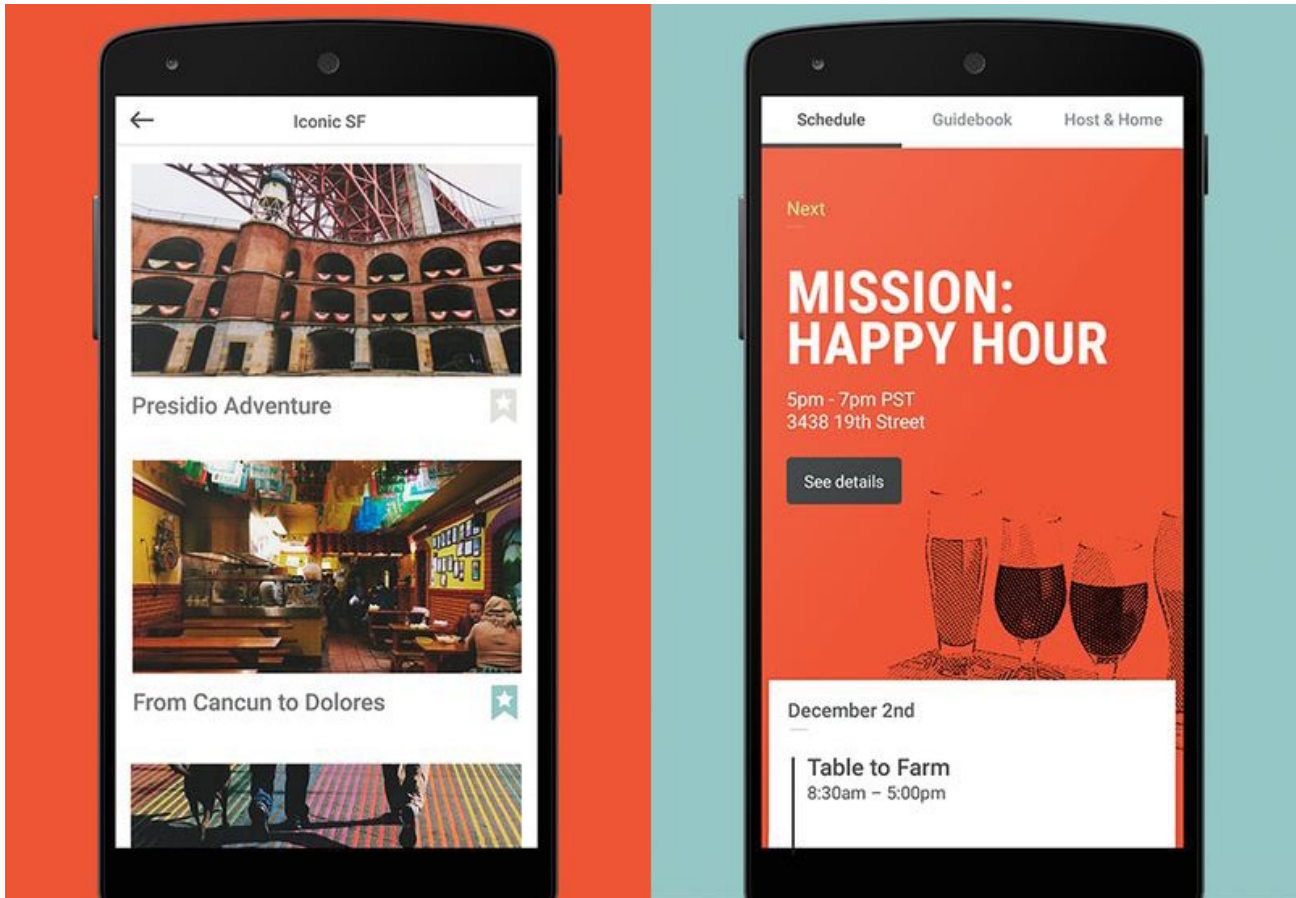 Iconic SF
Presidio Adventure
From Cancun to Dolores
Schedule Guidebook Host & Home
Next
MISSION:
HAPPY HOUR
5pm - 7pm PST
3438 19th Street
See details
December 2nd
Table to Farm
8:30am – 5:00pm